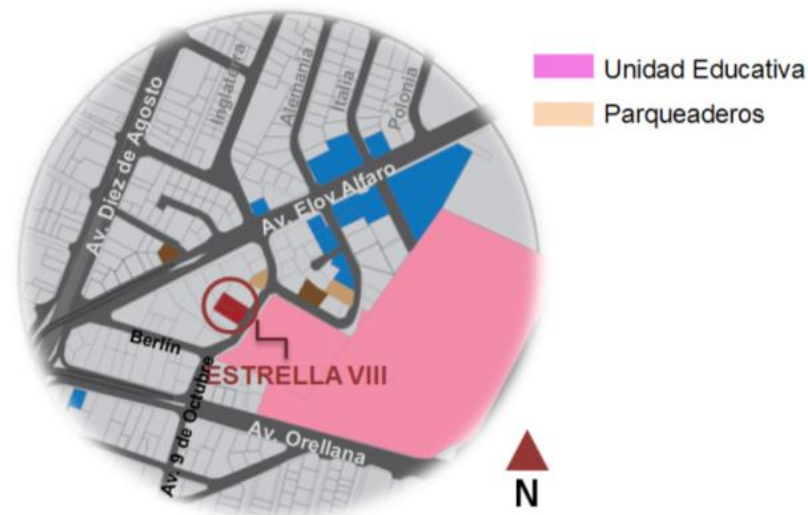 Unidad Educativa
Parqueaderos
Av. Diez de Agosto
Inglaterra
Alemania
Italia
Polonia
Av. Eloy Alfaro
Berlín
ESTRELLA VIII
Av. 9 de Octubre
Av. Orellana
N